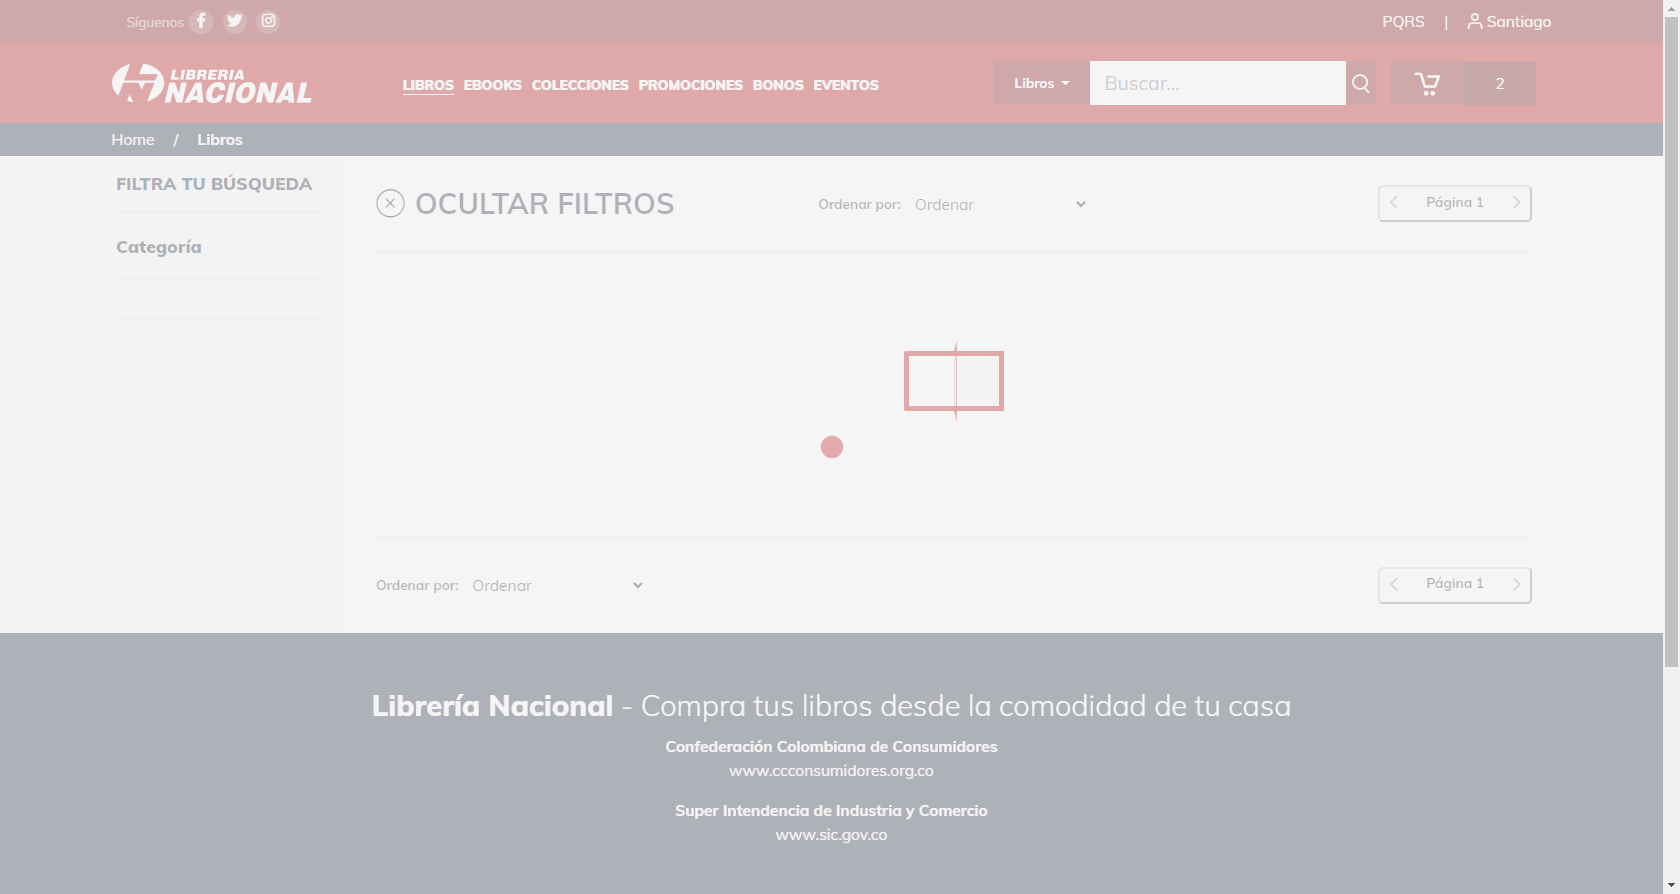 Síguenos
PQRS | Santiago
LIBRERIA
NACIONAL
LIBROS EBOOKS COLECCIONES PROMOCIONES BONOS EVENTOS
Libros
Buscar...
2
Home / Libros
FILTRA TU BÚSQUEDA
Categoría
OCULTAR FILTROS
Ordenar por: Ordenar
Página 1
Ordenar por: Ordenar
Página 1
Librería Nacional - Compra tus libros desde la comodidad de tu casa
Confederación Colombiana de Consumidores
www.ccconsumidores.org.co
Super Intendencia de Industria y Comercio
www.sic.gov.co